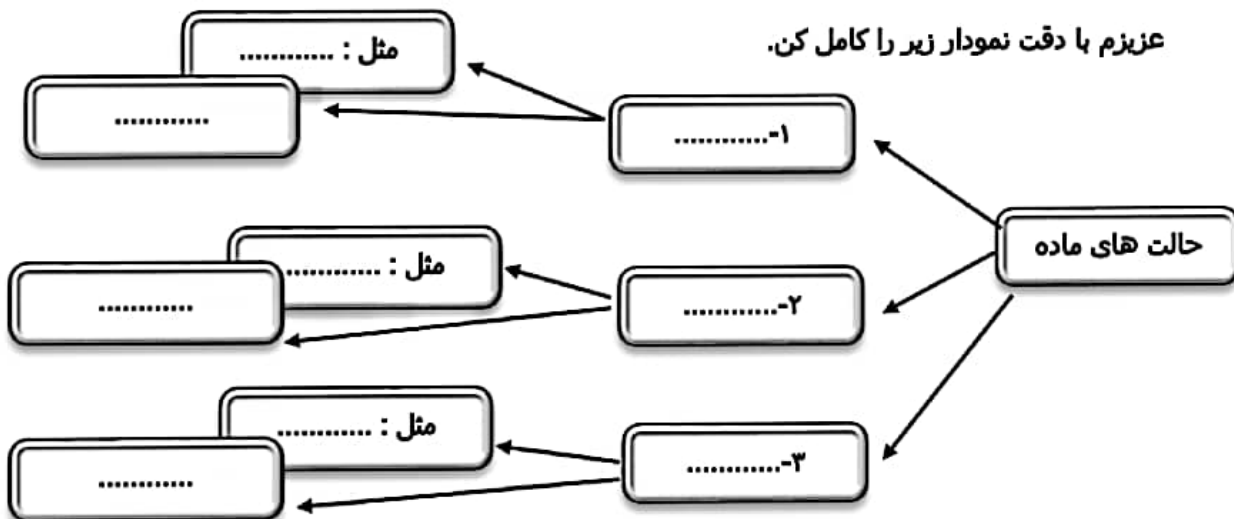 عزیزم با دقت نمودار زیر را کامل کن.
حالت های ماده
۱-............
مثل : ............
............
۲-............
مثل : ............
............
۳-............
مثل : ............
............